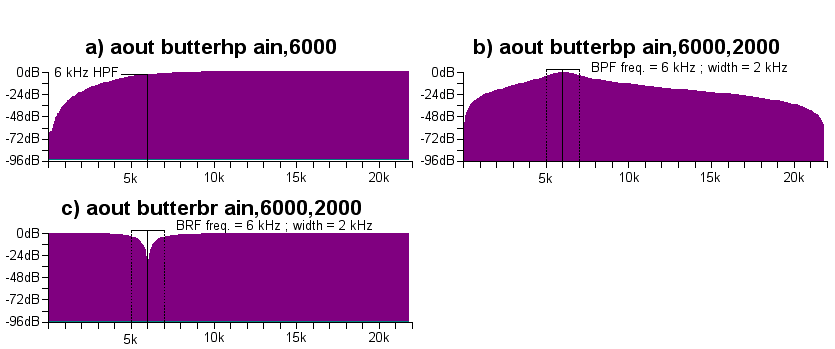 a) aout butterhp ain,6000
0dB
-24dB
-48dB
-72dB
-96dB
6 kHz HPF
5k
10k
15k
20k
b) aout butterbp ain,6000,2000
BPF freq. = 6 kHz ; width = 2 kHz
0dB
-24dB
-48dB
-72dB
-96dB
5k
10k
15k
20k
c) aout butterbr ain,6000,2000
BRF freq. = 6 kHz ; width = 2 kHz
0dB
-24dB
-48dB
-72dB
-96dB
5k
10k
15k
20k